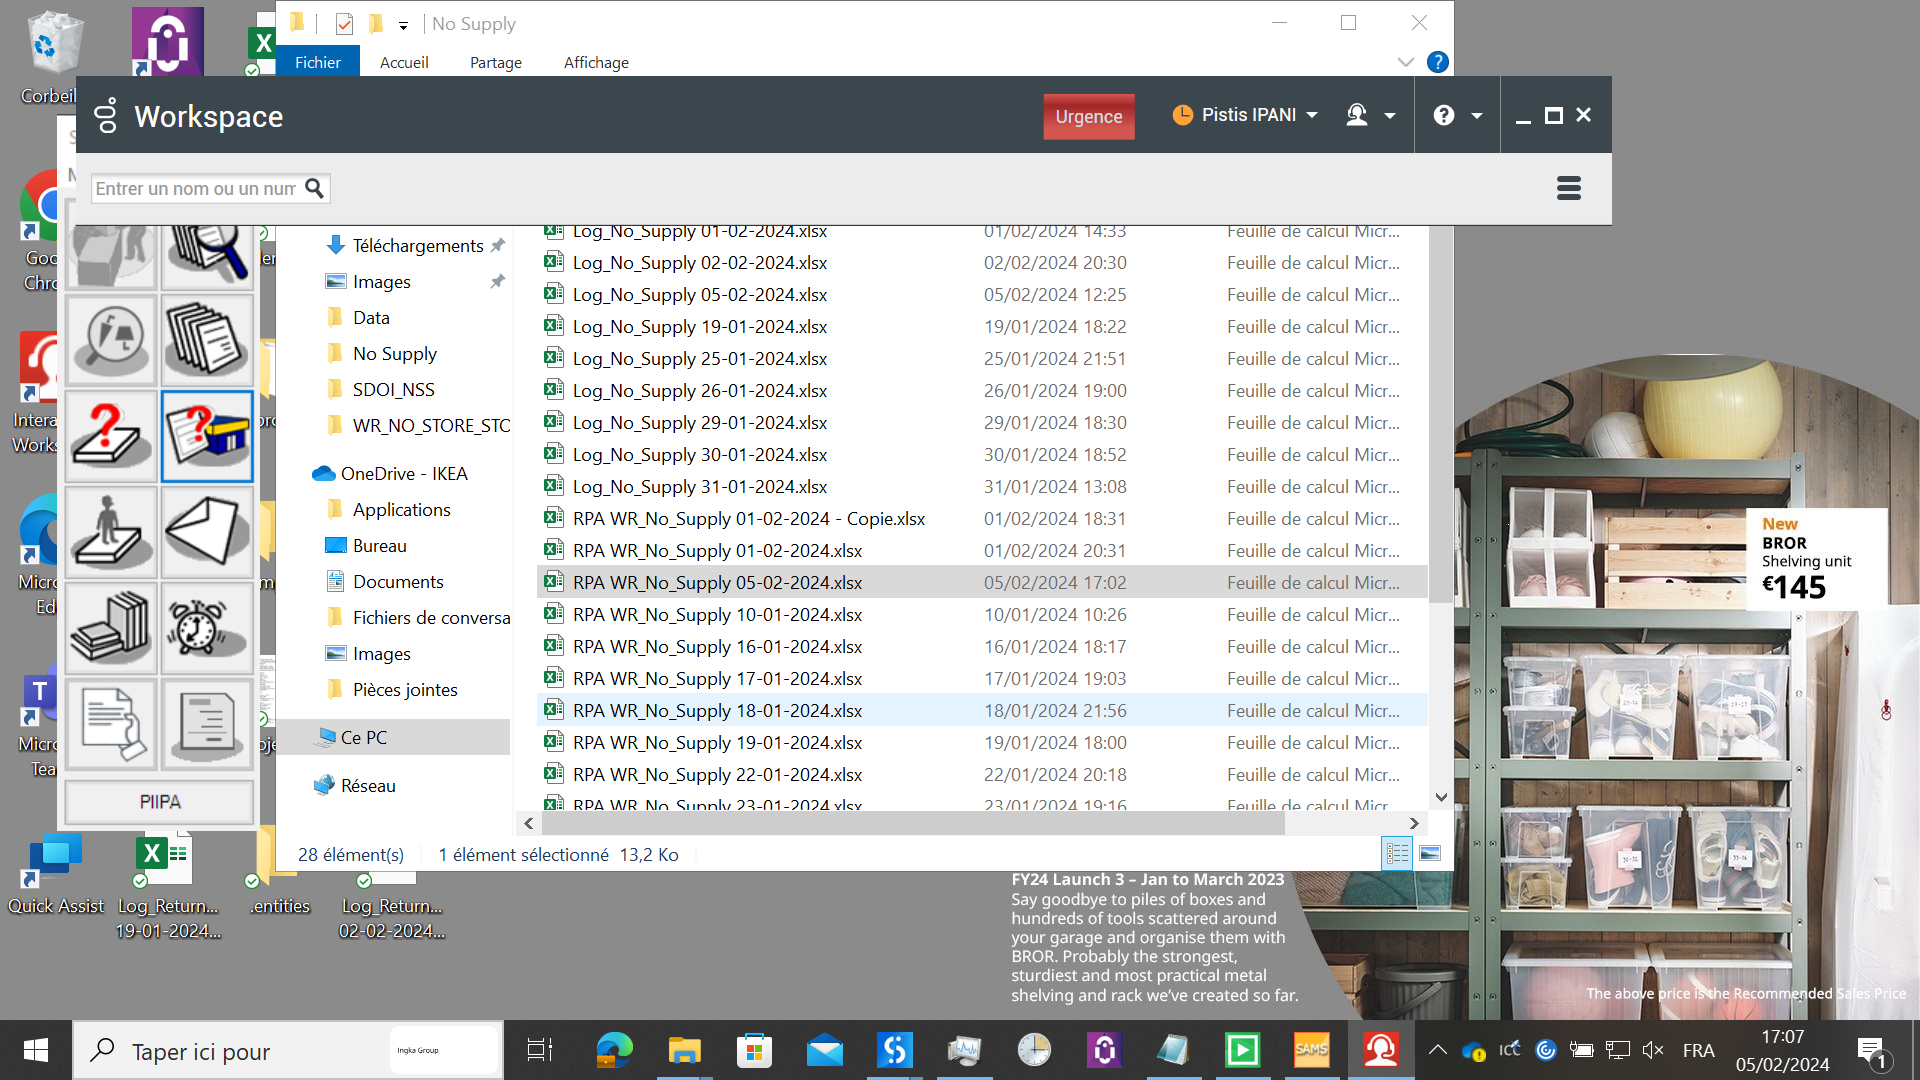 No Supply
Fichier
Accueil
Partage
Affichage
Corbeil
Workspace
Urgence
Pistis IPANI
Entrer un nom ou un num
Téléchargements
Images
Data
No Supply
SDOI_NSS
WR_NO_STORE_STC
OneDrive - IKEA
Applications
Bureau
Documents
Fichiers de conversa
Images
Pièces jointes
Ce PC
Réseau
Log_No_Supply 01-02-2024.xlsx 01/02/2024 14:33 Feuille de calcul Micr...
Log_No_Supply 02-02-2024.xlsx 02/02/2024 20:30 Feuille de calcul Micr...
Log_No_Supply 05-02-2024.xlsx 05/02/2024 12:25 Feuille de calcul Micr...
Log_No_Supply 19-01-2024.xlsx 19/01/2024 18:22 Feuille de calcul Micr...
Log_No_Supply 25-01-2024.xlsx 25/01/2024 21:51 Feuille de calcul Micr...
Log_No_Supply 26-01-2024.xlsx 26/01/2024 19:00 Feuille de calcul Micr...
Log_No_Supply 29-01-2024.xlsx 29/01/2024 18:30 Feuille de calcul Micr...
Log_No_Supply 30-01-2024.xlsx 30/01/2024 18:52 Feuille de calcul Micr...
Log_No_Supply 31-01-2024.xlsx 31/01/2024 13:08 Feuille de calcul Micr...
RPA WR_No_Supply 01-02-2024 - Copie.xlsx 01/02/2024 18:31 Feuille de calcul Micr...
RPA WR_No_Supply 01-02-2024.xlsx 01/02/2024 20:31 Feuille de calcul Micr...
RPA WR_No_Supply 05-02-2024.xlsx 05/02/2024 17:02 Feuille de calcul Micr...
RPA WR_No_Supply 10-01-2024.xlsx 10/01/2024 10:26 Feuille de calcul Micr...
RPA WR_No_Supply 16-01-2024.xlsx 16/01/2024 18:17 Feuille de calcul Micr...
RPA WR_No_Supply 17-01-2024.xlsx 17/01/2024 19:03 Feuille de calcul Micr...
RPA WR_No_Supply 18-01-2024.xlsx 18/01/2024 21:56 Feuille de calcul Micr...
RPA WR_No_Supply 19-01-2024.xlsx 19/01/2024 18:00 Feuille de calcul Micr...
RPA WR_No_Supply 22-01-2024.xlsx 22/01/2024 20:18 Feuille de calcul Micr...
RPA WR_No_Supply 23-01-2024.xlsx 23/01/2024 19:16 Feuille de calcul Micr
28 élément(s)
1 élément sélectionné 13,2 Ko
Goo
Chro
Intera
Works
Micro
Ed
Micro
Tea
PIIPA
Quick Assist
Log_Return...
19-01-2024...
.entities
Log_Return...
02-02-2024...
New
BROR
Shelving unit
€145
FY24 Launch 3 – Jan to March 2023
Say goodbye to piles of boxes and
hundreds of tools scattered around
your garage and organise them with
BROR. Probably the strongest,
sturdiest and most practical metal
shelving and rack we've created so far.
The above price is the Recommended Sales Price
Taper ici pour
Ingka Group
SAMS
FRA
17:07
05/02/2024
1